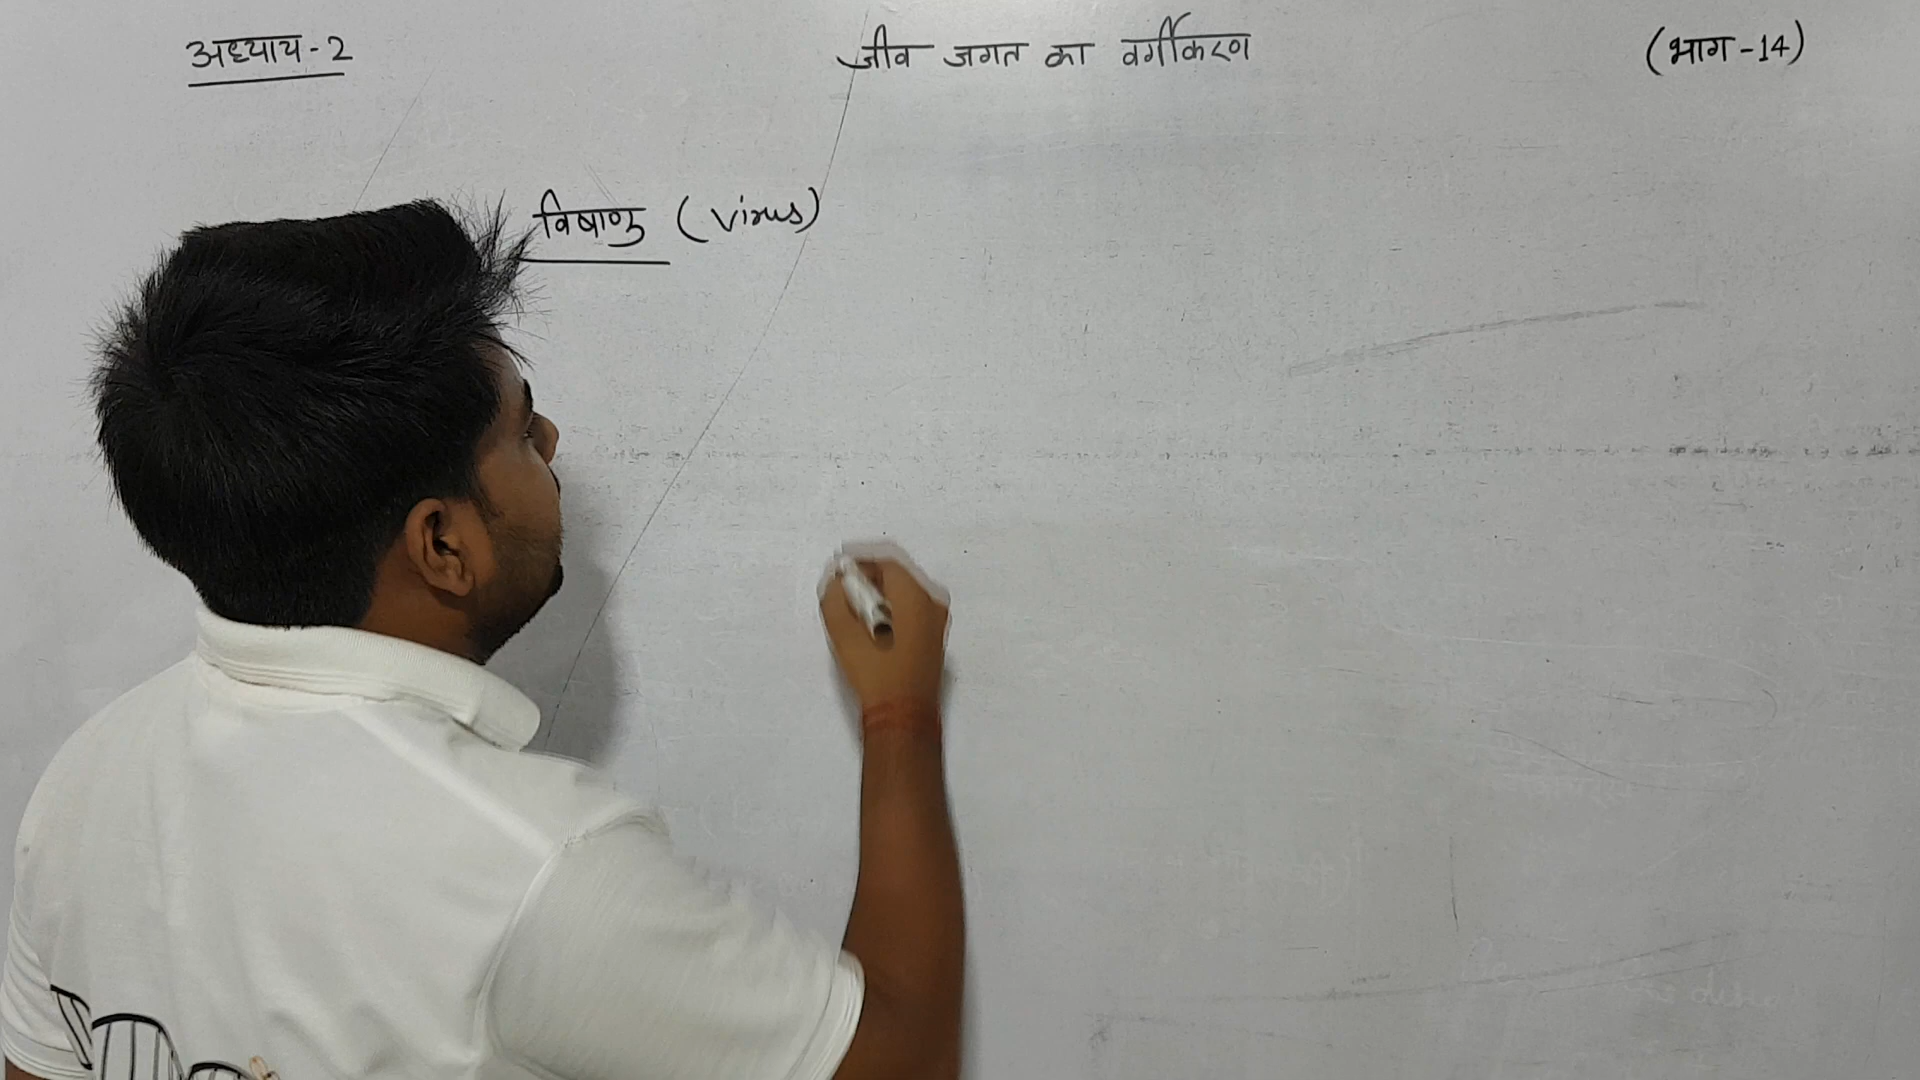 अध्याय-2 जीव जगत का वर्गीकरण (भाग-14)
विषाणु (Virus)